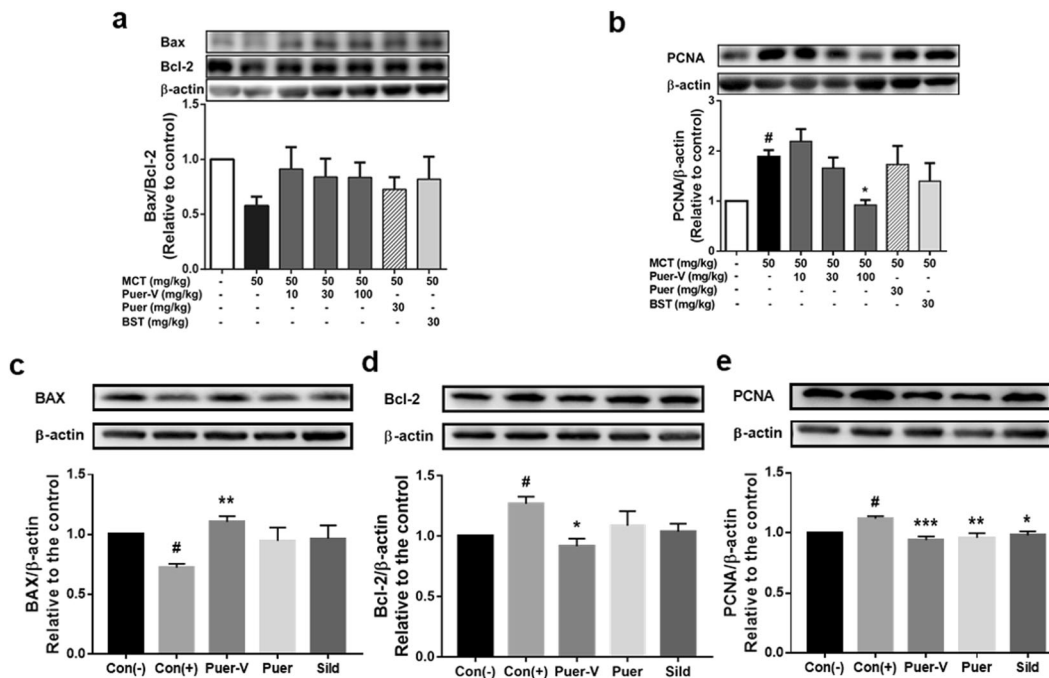 a
Bax
Bcl-2
β-actin
1.5
1.0
0.5
0.0
Bax/Bcl-2
(Relative to control)
MCT (mg/kg) - 50 50 50 50 50 50
Puer-V (mg/kg) - - 10 30 100 - -
Puer (mg/kg) - - - - - 30 -
BST (mg/kg) - - - - - - 30
b
PCNA
β-actin
3
2
1
0
PCNA/β-actin
(Relative to control)
#
*
MCT (mg/kg) - 50 50 50 50 50 50
Puer-V (mg/kg) - - 10 30 100 - -
Puer (mg/kg) - - - - - 30 -
BST (mg/kg) - - - - - - 30
c
BAX
β-actin
1.5
1.0
0.5
0.0
BAX/β-actin
Relative to the control
#
**
Con(-) Con(+) Puer-V Puer Sild
d
Bcl-2
β-actin
1.5
1.0
0.5
0.0
Bcl-2/β-actin
Relative to the control
#
*
Con(-) Con(+) Puer-V Puer Sild
e
PCNA
β-actin
1.5
1.0
0.5
0.0
PCNA/β-actin
Relative to the control
#
***
**
*
Con(-) Con(+) Puer-V Puer Sild